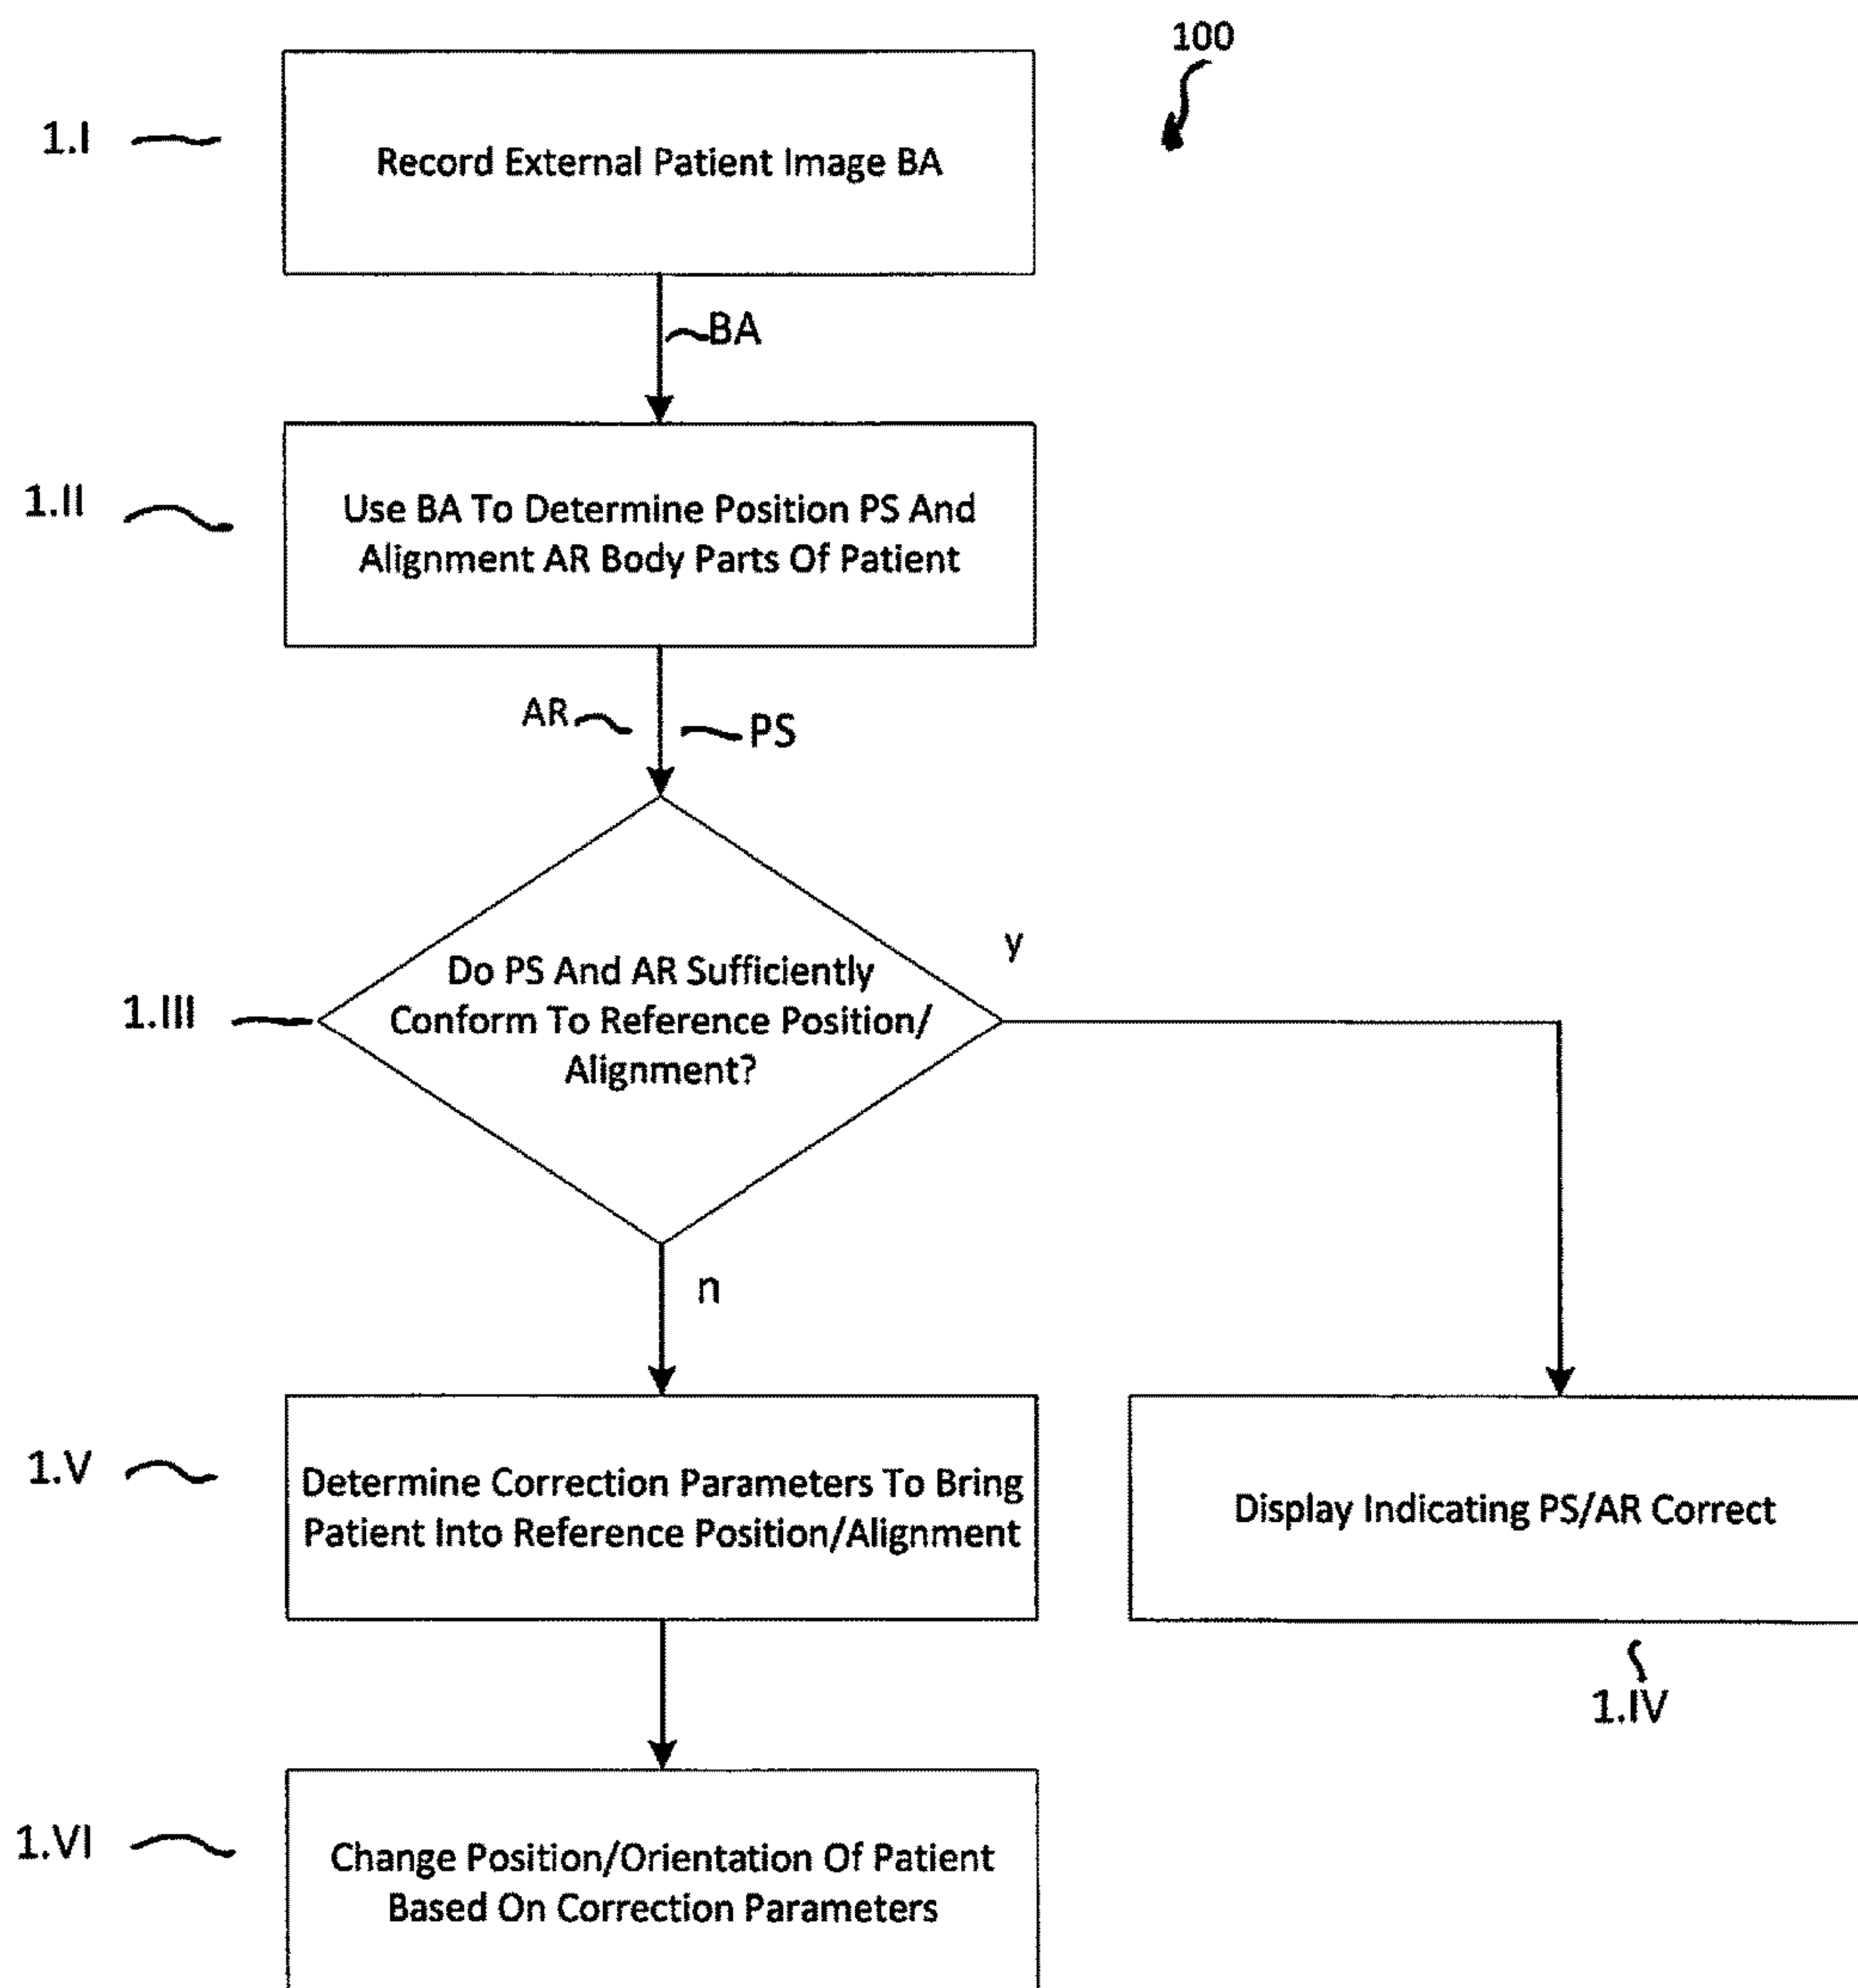 100
1.I
Record External Patient Image BA
BA
1.II
Use BA To Determine Position PS And
Alignment AR Body Parts Of Patient
AR
PS
1.III
Do PS And AR Sufficiently
Conform To Reference Position/
Alignment?
y
n
1.V
Determine Correction Parameters To Bring
Patient Into Reference Position/Alignment
Display Indicating PS/AR Correct
1.IV
1.VI
Change Position/Orientation Of Patient
Based On Correction Parameters